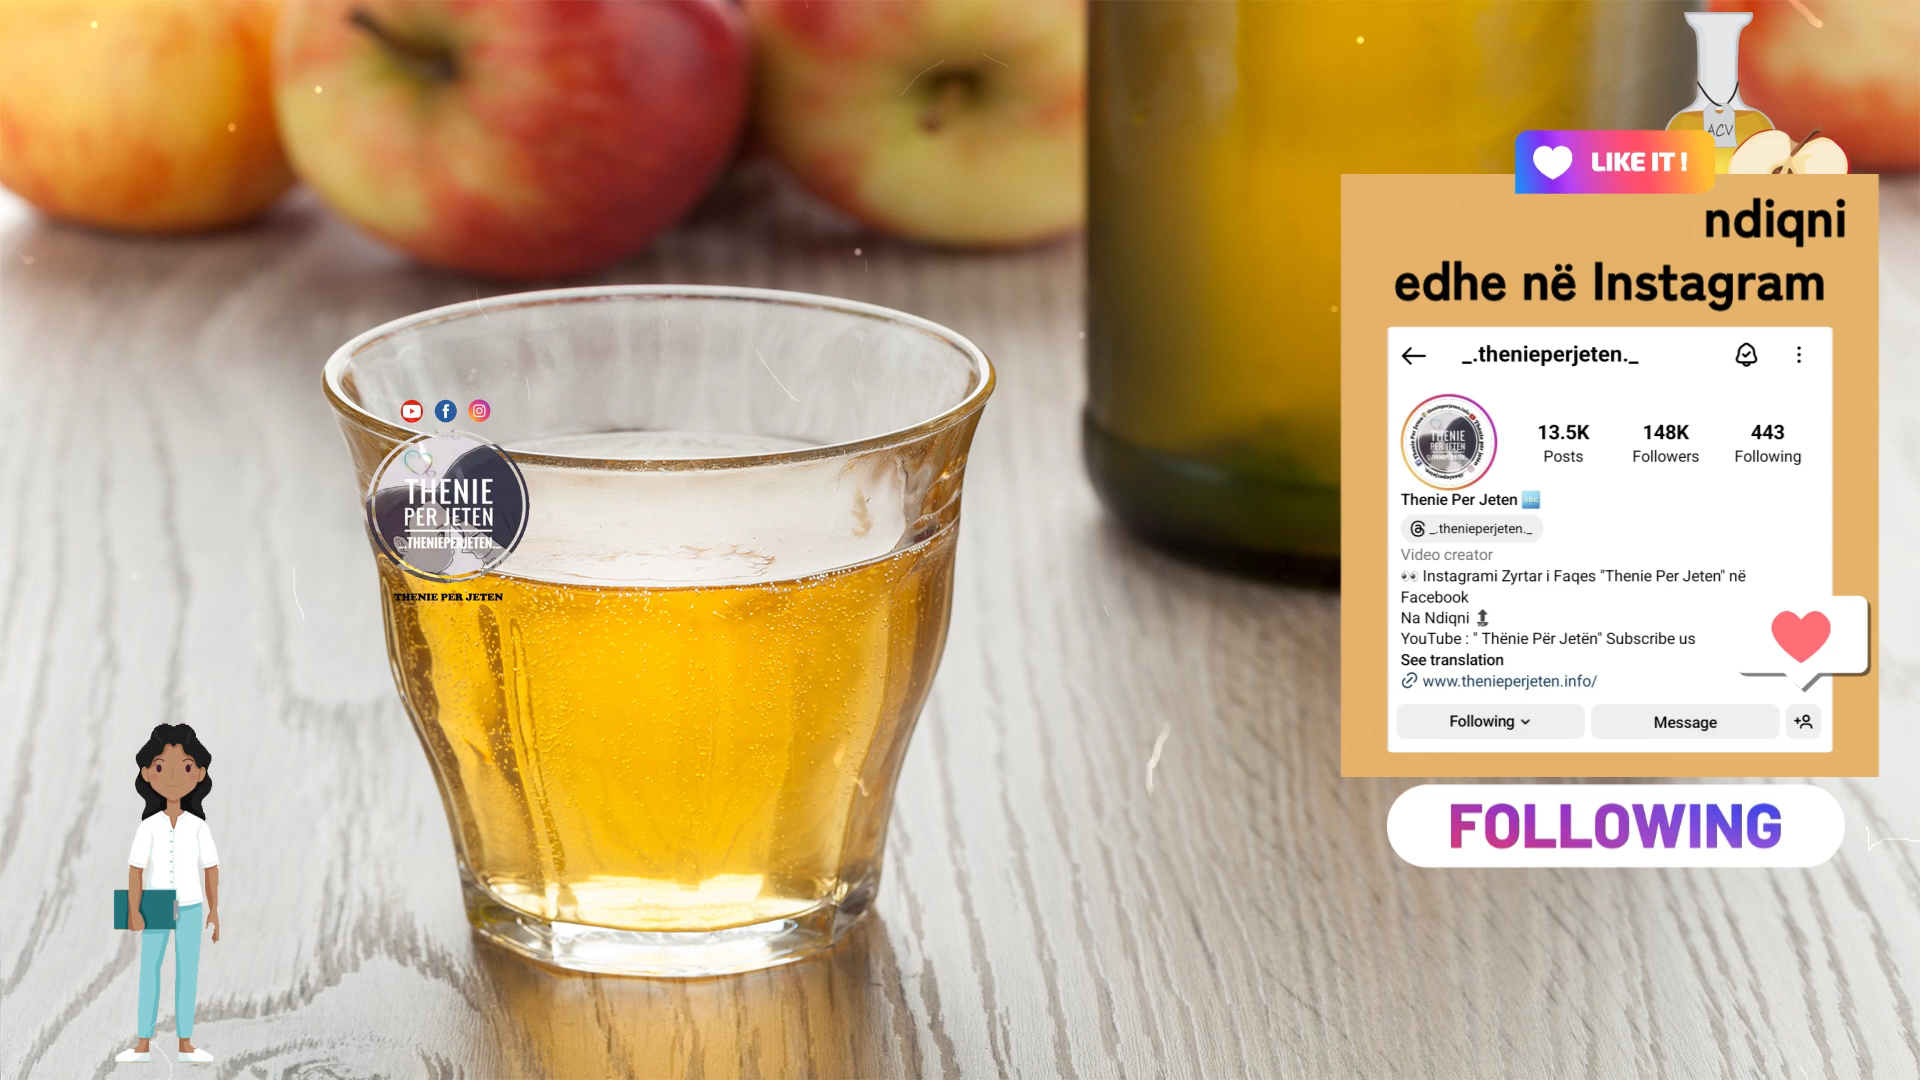 ACV
LIKE IT !
ndiqni
edhe në Instagram
_.thenieperjeten._
13.5K
Posts
148K
Followers
443
Following
Thenie Per Jeten
_.thenieperjeten._
Video creator
👀 Instagrami Zyrtar i Faqes "Thenie Per Jeten" në
Facebook
Na Ndiqni
YouTube : " Thënie Për Jetën" Subscribe us
See translation
www.thenieperjeten.info/
Following
Message
FOLLOWING
THENIE
PER JETEN
_.THENIEPERJETEN._
THENIE PER JETEN